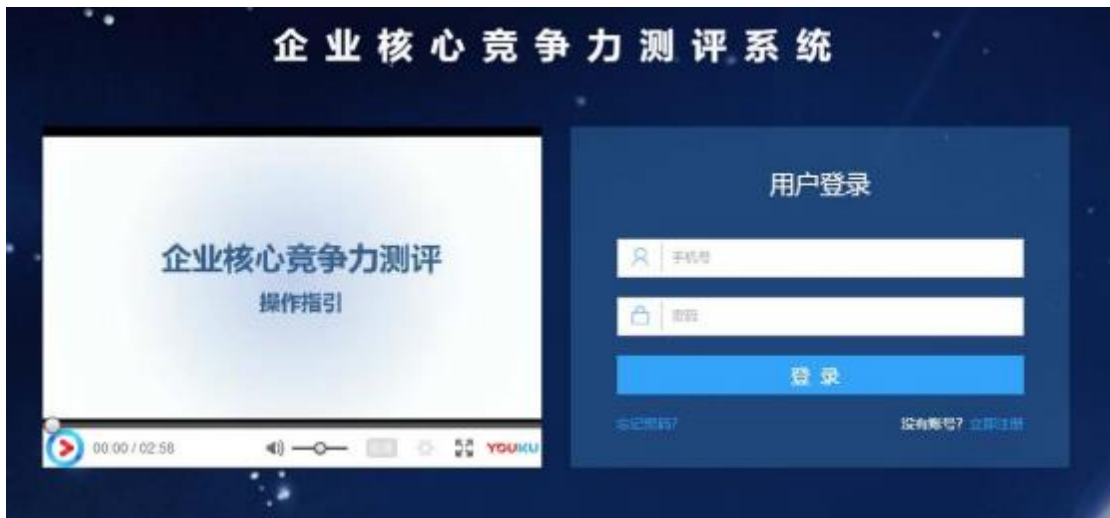 企业核心竞争力测评系统
企业核心竞争力测评
操作指引
00:00 / 02:58
YOUKU
用户登录
手机号
密码
登录
忘记密码?
没有账号? 立即注册